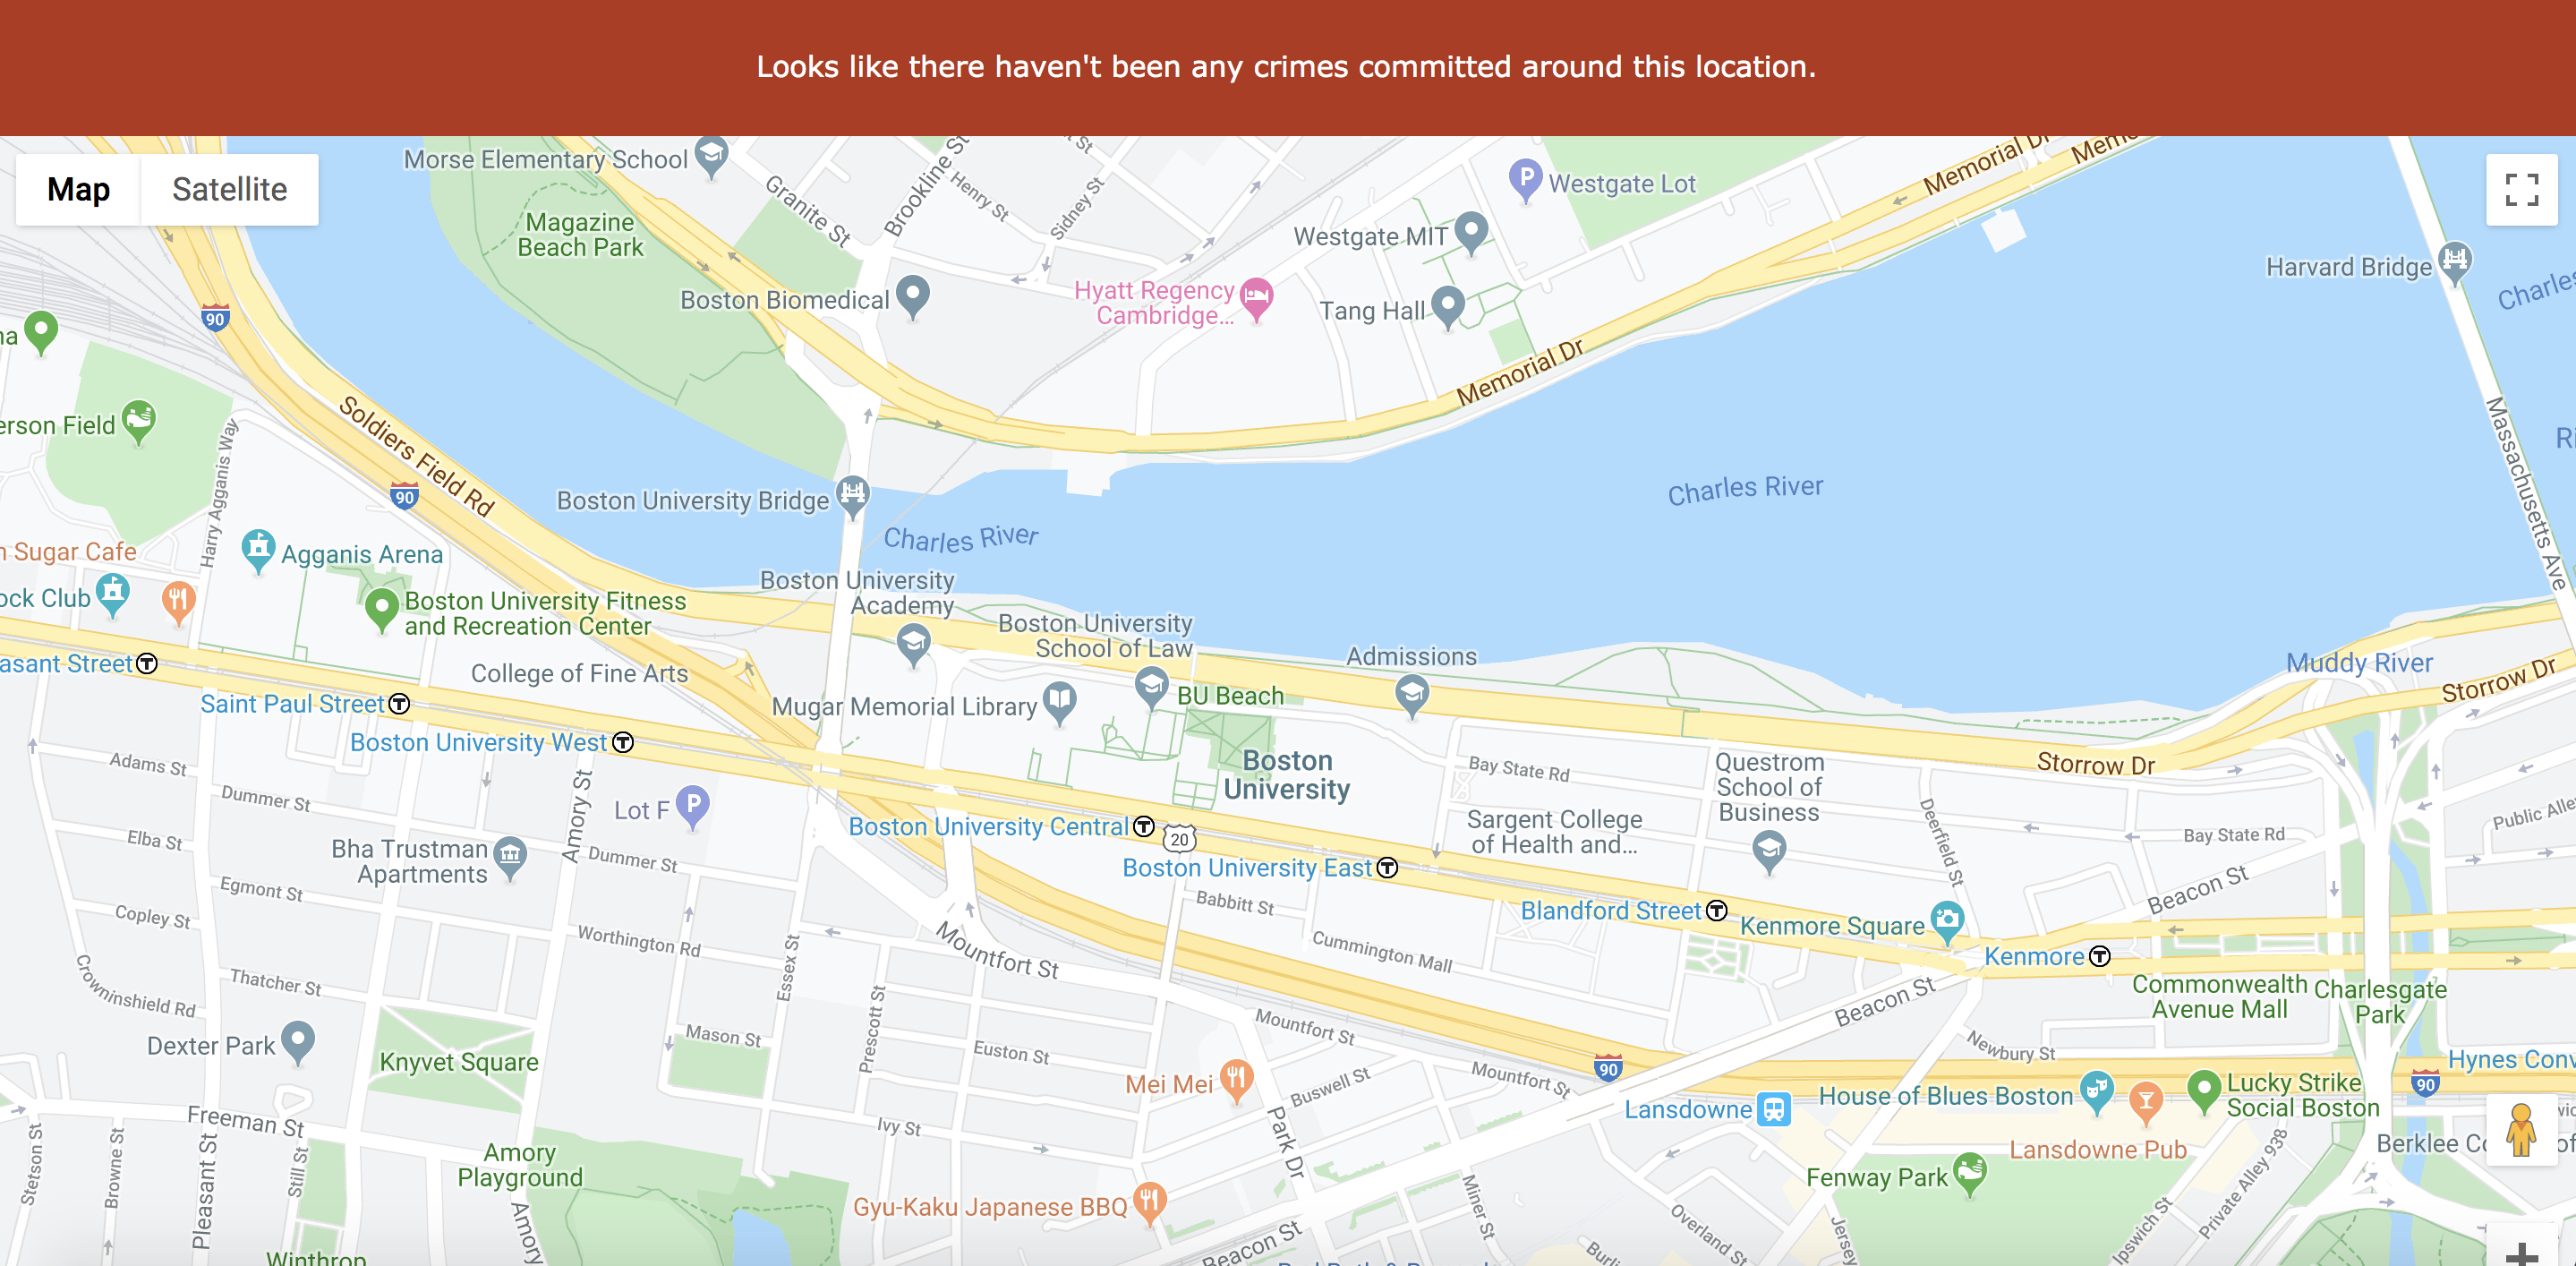 Looks like there haven't been any crimes committed around this location.
Map
Satellite
Morse Elementary School
Magazine
Beach Park
Granite St
Brookline St
Henry St
Sidney St
St
Westgate Lot
Westgate MIT
Memorial Dr
Harvard Bridge
Boston Biomedical
Hyatt Regency
Cambridge...
Tang Hall
90
Memorial Dr
Massachusetts Ave
erson Field
Harry Agganis Way
Soldiers Field Rd
90
Boston University Bridge
Charles River
Charles River
Sugar Cafe
Agganis Arena
ock Club
Boston University Fitness
and Recreation Center
Boston University
Academy
Boston University
School of Law
Admissions
Muddy River
Storrow Dr
asant Street
T
College of Fine Arts
Saint Paul Street
T
Mugar Memorial Library
BU Beach
Boston University West
T
Boston
University
Bay State Rd
Questrom
School of
Business
Storrow Dr
Adams St
Dummer St
Amory St
Lot F
P
Boston University Central
T
20
Sargent College
of Health and...
Deerfield St
Bay State Rd
Elba St
Bha Trustman
Apartments
Dummer St
Boston University East
T
Beacon St
Egmont St
Babbitt St
Blandford Street
T
Kenmore Square
Copley St
Worthington Rd
Essex St
Mountfort St
Cummington Mall
Kenmore
T
Crowninshield Rd
Thatcher St
Prescott St
Beacon St
Commonwealth
Avenue Mall
Charlesgate
Park
Dexter Park
Knyvet Square
Mason St
Euston St
Mountfort St
Newbury St
Hynes Conv
Mei Mei
Buswell St
Mountfort St
90
House of Blues Boston
Lucky Strike
Social Boston
90
Freeman St
Ivy St
Park Dr
Lansdowne
Lansdowne Pub
Berklee Co
Stetson St
Browne St
Pleasant St
Still St
Amory
Playground
Gyu-Kaku Japanese BBQ
Miner St
Fenway Park
Private Alley 938
Winthrop
Amory
Beacon St
Overland St
Jersey
Ipswich St